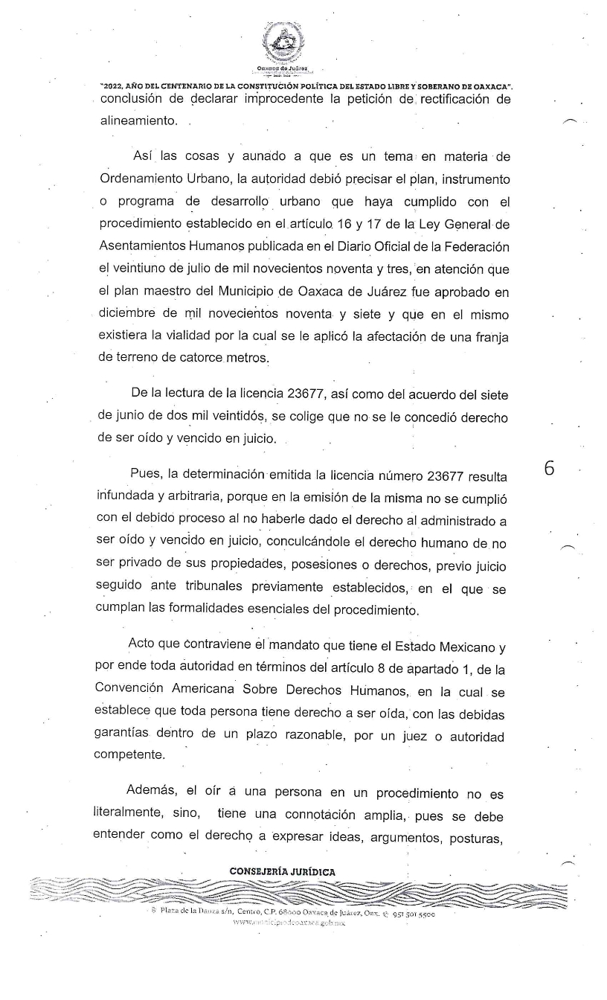 Oaxaca de Juárez
"2022, AÑO DEL CENTENARIO DE LA CONSTITUCIÓN POLÍTICA DEL ESTADO LIBRE Y SOBERANO DE OAXACA".
conclusión de declarar improcedente la petición de rectificación de
alineamiento.
Así las cosas y aunado a que es un tema en materia de
Ordenamiento Urbano, la autoridad debió precisar el plan, instrumento
o programa de desarrollo urbano que haya cumplido con el
procedimiento establecido en el artículo 16 y 17 de la Ley General de
Asentamientos Humanos publicada en el Diario Oficial de la Federación
el veintiuno de julio de mil novecientos noventa y tres, en atención que
el plan maestro del Municipio de Oaxaca de Juárez fue aprobado en
diciembre de mil novecientos noventa y siete y que en el mismo
existiera la vialidad por la cual se le aplicó la afectación de una franja
de terreno de catorce metros.
De la lectura de la licencia 23677, así como del acuerdo del siete
de junio de dos mil veintidós, se colige que no se le concedió derecho
de ser oído y vencido en juicio.
Pues, la determinación emitida la licencia número 23677 resulta
infundada y arbitraria, porque en la emisión de la misma no se cumplió
con el debido proceso al no haberle dado el derecho al administrado a
ser oído y vencido en juicio, conculcándole el derecho humano de no
ser privado de sus propiedades, posesiones o derechos, previo juicio
seguido ante tribunales previamente establecidos, en el que se
cumplan las formalidades esenciales del procedimiento.
6
Acto que contraviene el mandato que tiene el Estado Mexicano y
por ende toda autoridad en términos del artículo 8 de apartado 1, de la
Convención Americana Sobre Derechos Humanos, en la cual se
establece que toda persona tiene derecho a ser oída, con las debidas
garantías dentro de un plazo razonable, por un juez o autoridad
competente.
Además, el oír a una persona en un procedimiento no es
literalmente, sino, tiene una connotación amplia, pues se debe
entender como el derecho a expresar ideas, argumentos, posturas,
CONSEJERÍA JURÍDICA
Plaza de la Danza s/n, Centro, C.P. 68000 Oaxaca de Juárez, Oax. 951 501 5500
www.municipiodeoaxaca.gob.mx